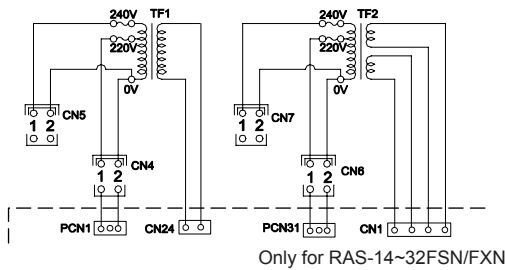 240V TF1
220V
0V
CN5
1 2
CN4
1 2
PCN1
CN24
240V TF2
220V
0V
CN7
1 2
CN6
1 2
PCN31
CN1
Only for RAS-14~32FSN/FXN